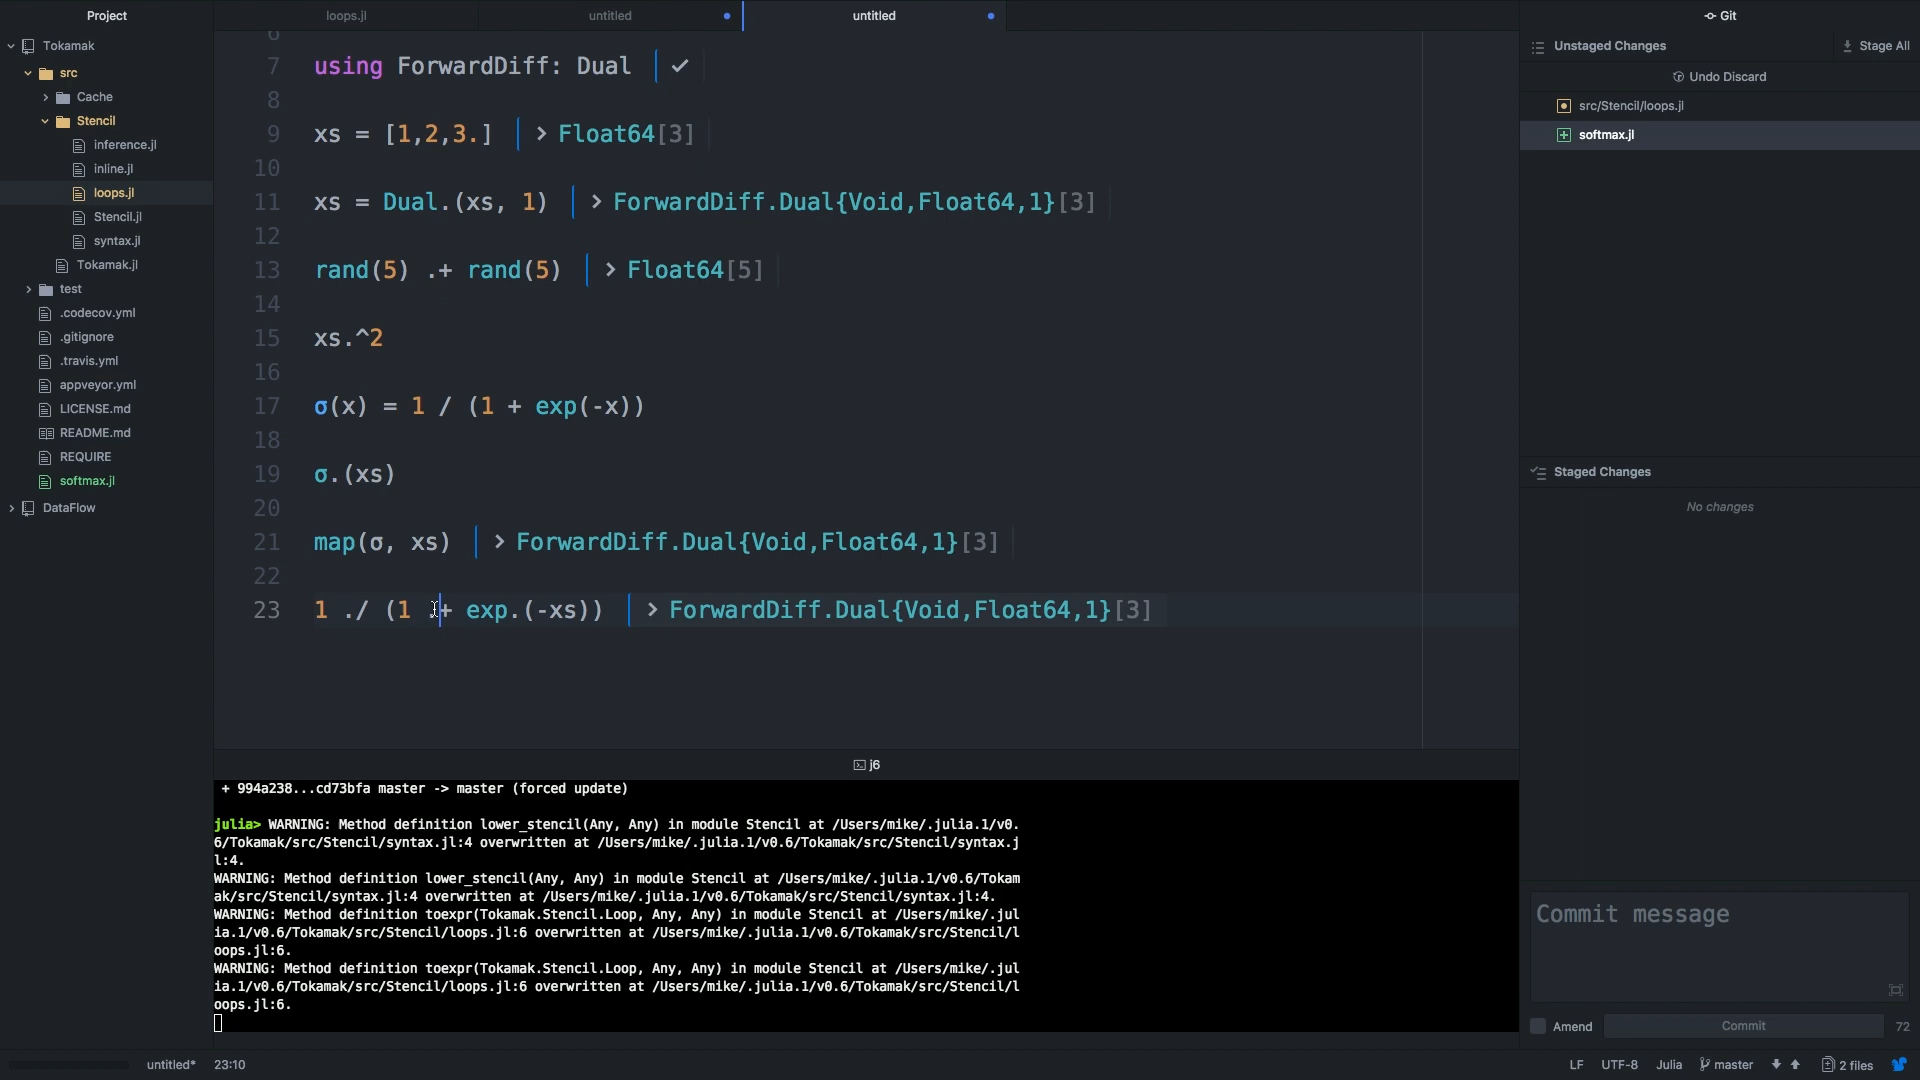 Project
loops.jl
untitled
untitled
Git
Tokamak
src
Cache
Stencil
inference.jl
inline.jl
loops.jl
Stencil.jl
syntax.jl
Tokamak.jl
test
.codecov.yml
.gitignore
.travis.yml
appveyor.yml
LICENSE.md
README.md
REQUIRE
softmax.jl
DataFlow
6
7 using ForwardDiff: Dual ✓
8
9 xs = [1,2,3.] > Float64[3]
10
11 xs = Dual.(xs, 1) > ForwardDiff.Dual{Void,Float64,1}[3]
12
13 rand(5) .+ rand(5) > Float64[5]
14
15 xs.^2
16
17 σ(x) = 1 / (1 + exp(-x))
18
19 σ.(xs)
20
21 map(σ, xs) > ForwardDiff.Dual{Void,Float64,1}[3]
22
23 1 ./ (1 .+ exp.(-xs)) > ForwardDiff.Dual{Void,Float64,1}[3]
j6
+ 994a238...cd73bfa master -> master (forced update)
julia> WARNING: Method definition lower_stencil(Any, Any) in module Stencil at /Users/mike/.julia.1/v0.
6/Tokamak/src/Stencil/syntax.jl:4 overwritten at /Users/mike/.julia.1/v0.6/Tokamak/src/Stencil/syntax.j
l:4.
WARNING: Method definition lower_stencil(Any, Any) in module Stencil at /Users/mike/.julia.1/v0.6/Tokam
ak/src/Stencil/syntax.jl:4 overwritten at /Users/mike/.julia.1/v0.6/Tokamak/src/Stencil/syntax.jl:4.
WARNING: Method definition toexpr(Tokamak.Stencil.Loop, Any, Any) in module Stencil at /Users/mike/.jul
ia.1/v0.6/Tokamak/src/Stencil/loops.jl:6 overwritten at /Users/mike/.julia.1/v0.6/Tokamak/src/Stencil/l
oops.jl:6.
WARNING: Method definition toexpr(Tokamak.Stencil.Loop, Any, Any) in module Stencil at /Users/mike/.jul
ia.1/v0.6/Tokamak/src/Stencil/loops.jl:6 overwritten at /Users/mike/.julia.1/v0.6/Tokamak/src/Stencil/l
oops.jl:6.
Unstaged Changes
Stage All
Undo Discard
src/Stencil/loops.jl
softmax.jl
Staged Changes
No changes
Commit message
Amend
Commit
72
untitled* 23:10
LF UTF-8 Julia master 2 files